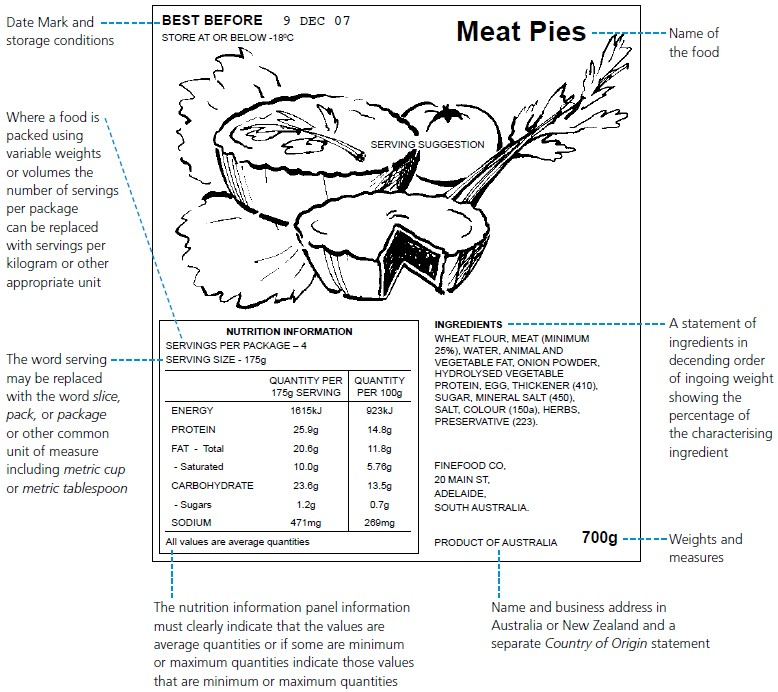 Date Mark and
storage conditions
BEST BEFORE 9 DEC 07
STORE AT OR BELOW -18ºC
Meat Pies
Name of
the food
Where a food is
packed using
variable weights
or volumes the
number of servings
per package
can be replaced
with servings per
kilogram or other
appropriate unit
SERVING SUGGESTION
The word serving
may be replaced
with the word slice,
pack, or package
or other common
unit of measure
including metric cup
or metric tablespoon
NUTRITION INFORMATION
SERVINGS PER PACKAGE – 4
SERVING SIZE - 175g
QUANTITY PER 175g SERVING QUANTITY PER 100g
ENERGY 1615kJ 923kJ
PROTEIN 25.9g 14.8g
FAT - Total 20.6g 11.8g
- Saturated 10.0g 5.76g
CARBOHYDRATE 23.6g 13.5g
- Sugars 1.2g 0.7g
SODIUM 471mg 269mg
All values are average quantities
INGREDIENTS
WHEAT FLOUR, MEAT (MINIMUM
25%), WATER, ANIMAL AND
VEGETABLE FAT, ONION POWDER,
HYDROLYSED VEGETABLE
PROTEIN, EGG, THICKENER (410),
SUGAR, MINERAL SALT (450),
SALT, COLOUR (150a), HERBS,
PRESERVATIVE (223).
FINEFOOD CO,
20 MAIN ST,
ADELAIDE,
SOUTH AUSTRALIA.
PRODUCT OF AUSTRALIA 700g
A statement of
ingredients in
decending order
of ingoing weight
showing the
percentage of
the characterising
ingredient
Weights and
measures
The nutrition information panel information
must clearly indicate that the values are
average quantities or if some are minimum
or maximum quantities indicate those values
that are minimum or maximum quantities
Name and business address in
Australia or New Zealand and a
separate Country of Origin statement